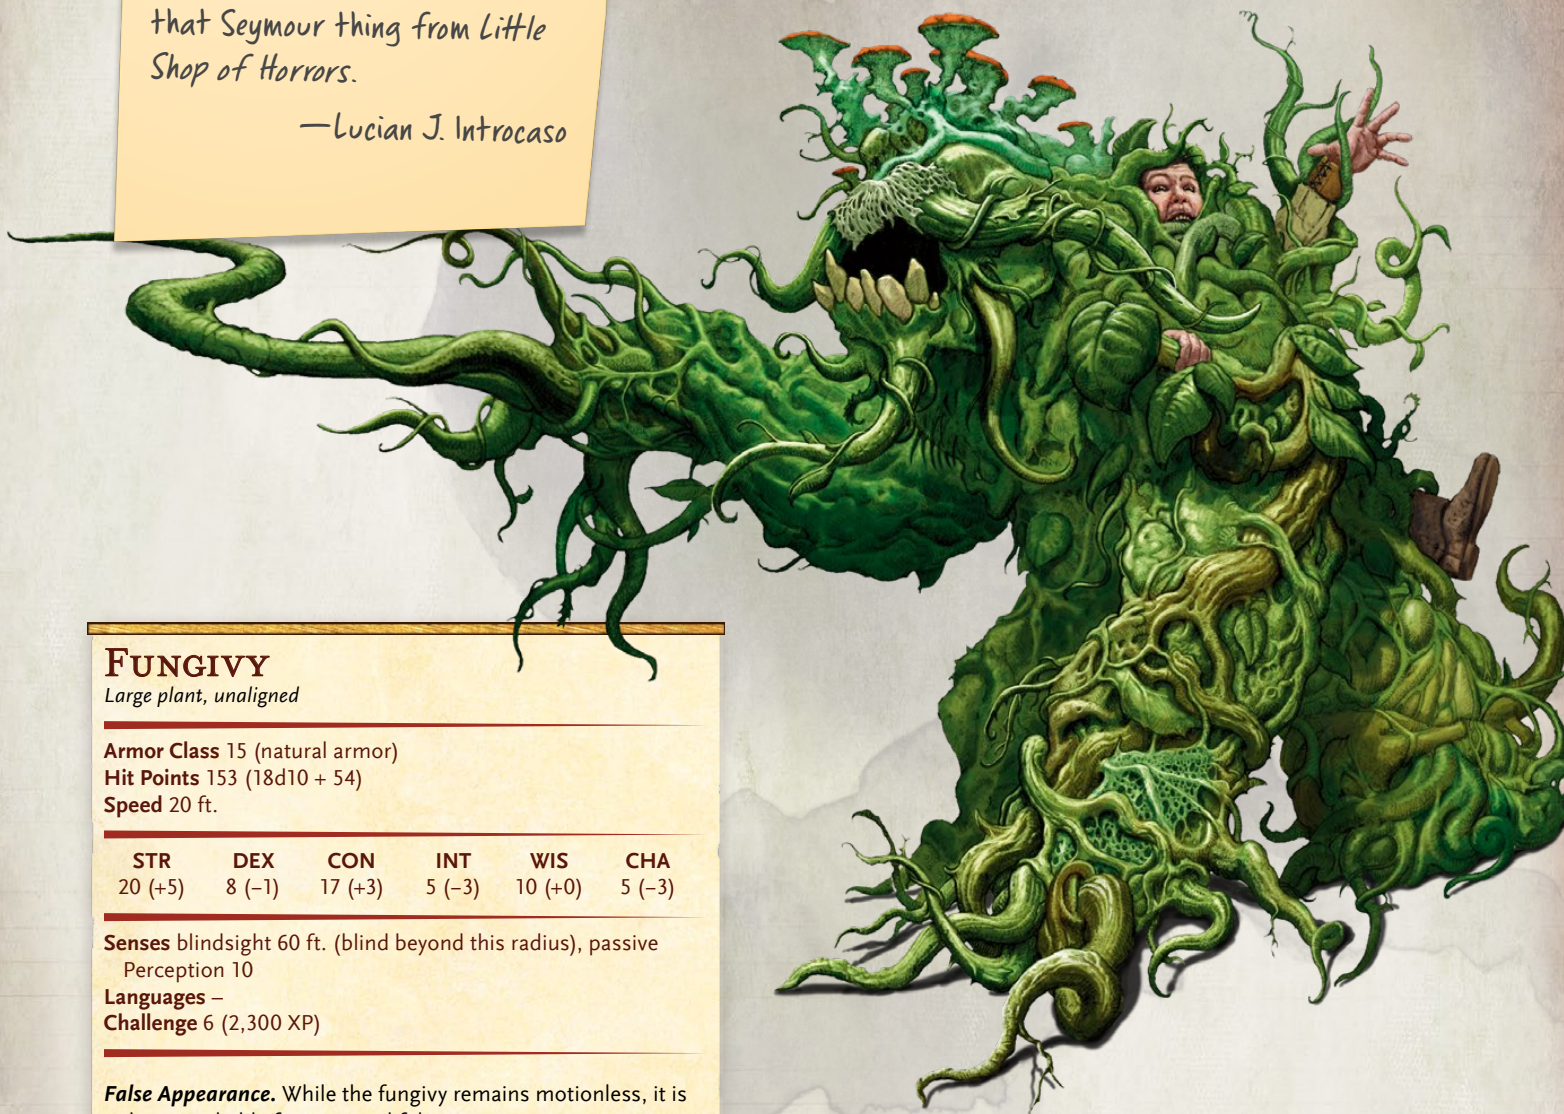 that Seymour thing from Little
Shop of Horrors.
—Lucian J. Introcaso
Fungivy
Large plant, unaligned
Armor Class 15 (natural armor)
Hit Points 153 (18d10 + 54)
Speed 20 ft.
STR DEX CON INT WIS CHA
20 (+5) 8 (−1) 17 (+3) 5 (−3) 10 (+0) 5 (−3)
Senses blindsight 60 ft. (blind beyond this radius), passive
Perception 10
Languages –
Challenge 6 (2,300 XP)
False Appearance. While the fungivy remains motionless, it is